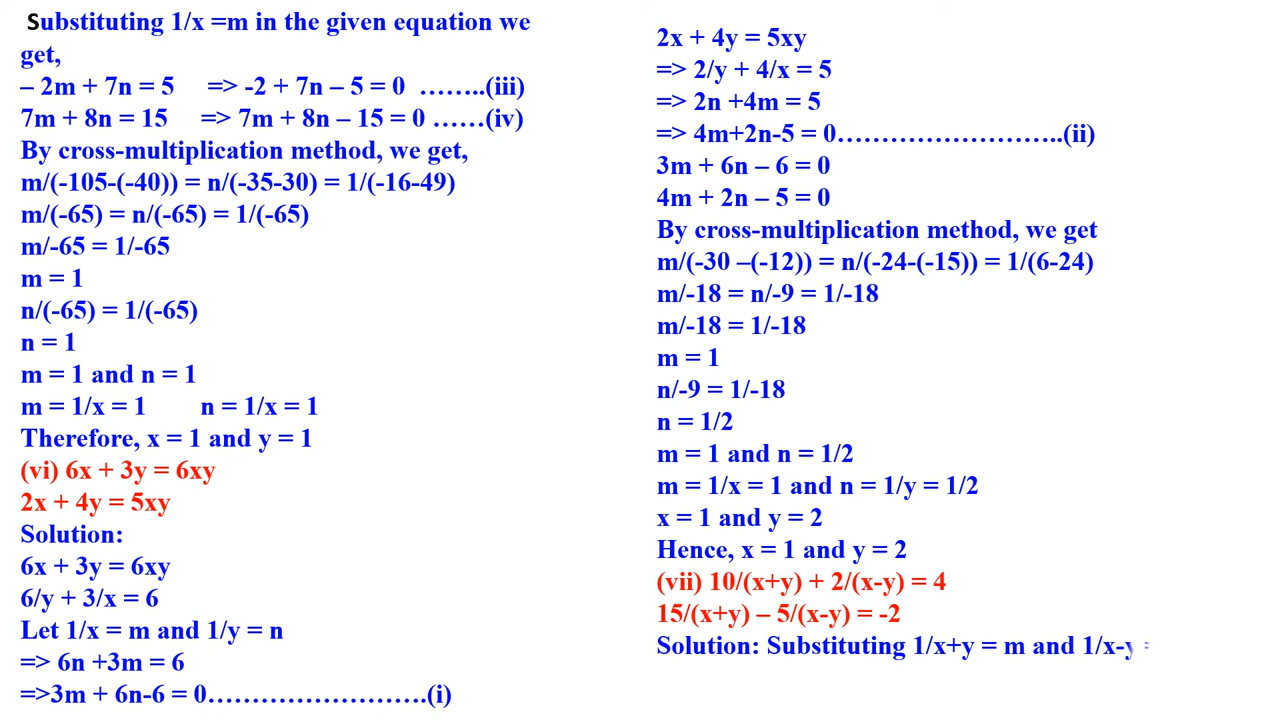 Substituting 1/x =m in the given equation we
get,
– 2m + 7n = 5 => -2 + 7n – 5 = 0 ……..(iii)
7m + 8n = 15 => 7m + 8n – 15 = 0 ……(iv)
By cross-multiplication method, we get,
m/(-105-(-40)) = n/(-35-30) = 1/(-16-49)
m/(-65) = n/(-65) = 1/(-65)
m/-65 = 1/-65
m = 1
n/(-65) = 1/(-65)
n = 1
m = 1 and n = 1
m = 1/x = 1 n = 1/x = 1
Therefore, x = 1 and y = 1
(vi) 6x + 3y = 6xy
2x + 4y = 5xy
Solution:
6x + 3y = 6xy
6/y + 3/x = 6
Let 1/x = m and 1/y = n
=> 6n +3m = 6
=>3m + 6n-6 = 0…………………….(i)
2x + 4y = 5xy
=> 2/y + 4/x = 5
=> 2n +4m = 5
=> 4m+2n-5 = 0……………………..(ii)
3m + 6n – 6 = 0
4m + 2n – 5 = 0
By cross-multiplication method, we get
m/(-30 –(-12)) = n/(-24-(-15)) = 1/(6-24)
m/-18 = n/-9 = 1/-18
m/-18 = 1/-18
m = 1
n/-9 = 1/-18
n = 1/2
m = 1 and n = 1/2
m = 1/x = 1 and n = 1/y = 1/2
x = 1 and y = 2
Hence, x = 1 and y = 2
(vii) 10/(x+y) + 2/(x-y) = 4
15/(x+y) – 5/(x-y) = -2
Solution: Substituting 1/x+y = m and 1/x-y =